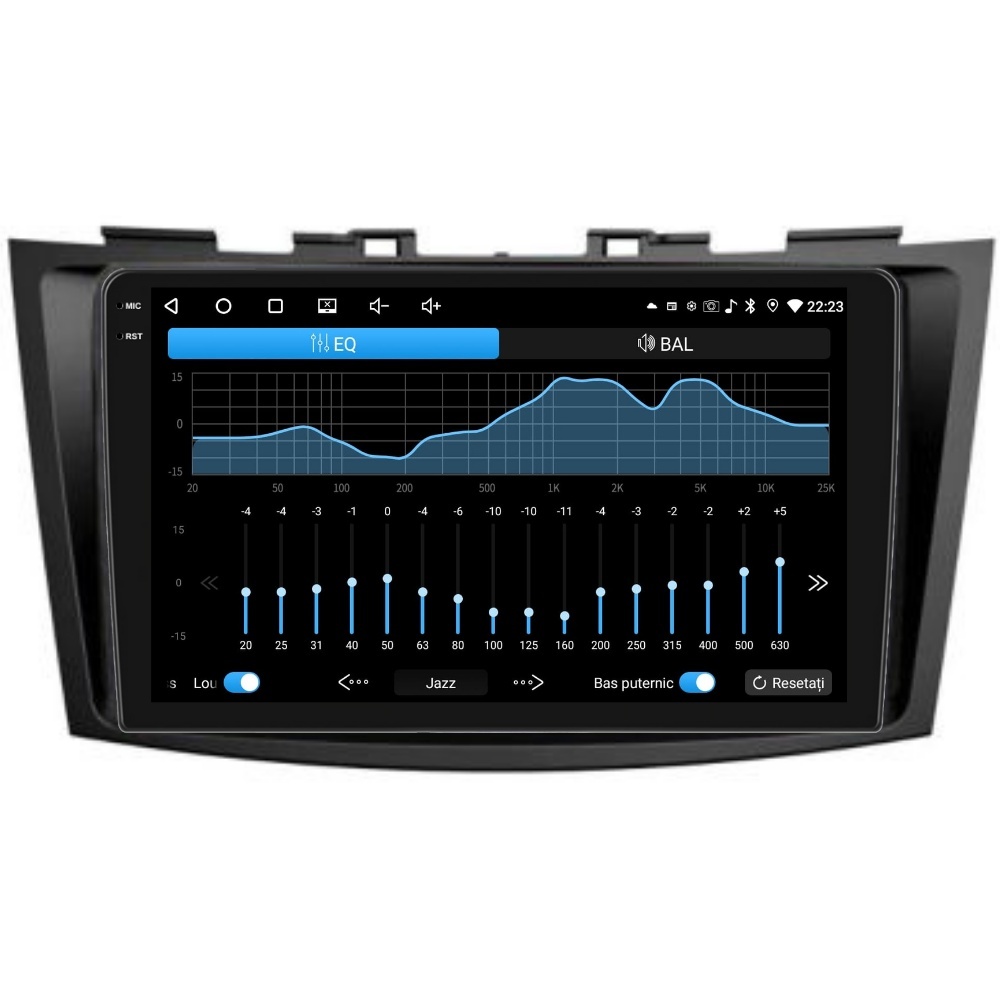 MIC
22:23
RST
EQ
BAL
15
0
-15
20 50 100 200 500 1K 2K 5K 10K 25K
-4 -4 -3 -1 0 -4 -6 -10 -10 -11 -4 -3 -2 -2 +2 +5
15
0
-15
20 25 31 40 50 63 80 100 125 160 200 250 315 400 500 630
s Lou Jazz Bas puternic Resetați